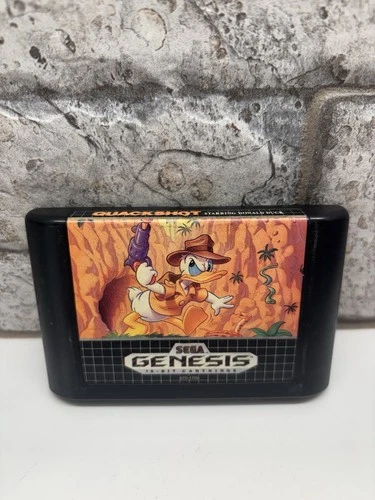 QUACKSHOT STARRING DONALD DUCK
SEGA
GENESIS
16-BIT CARTRIDGE